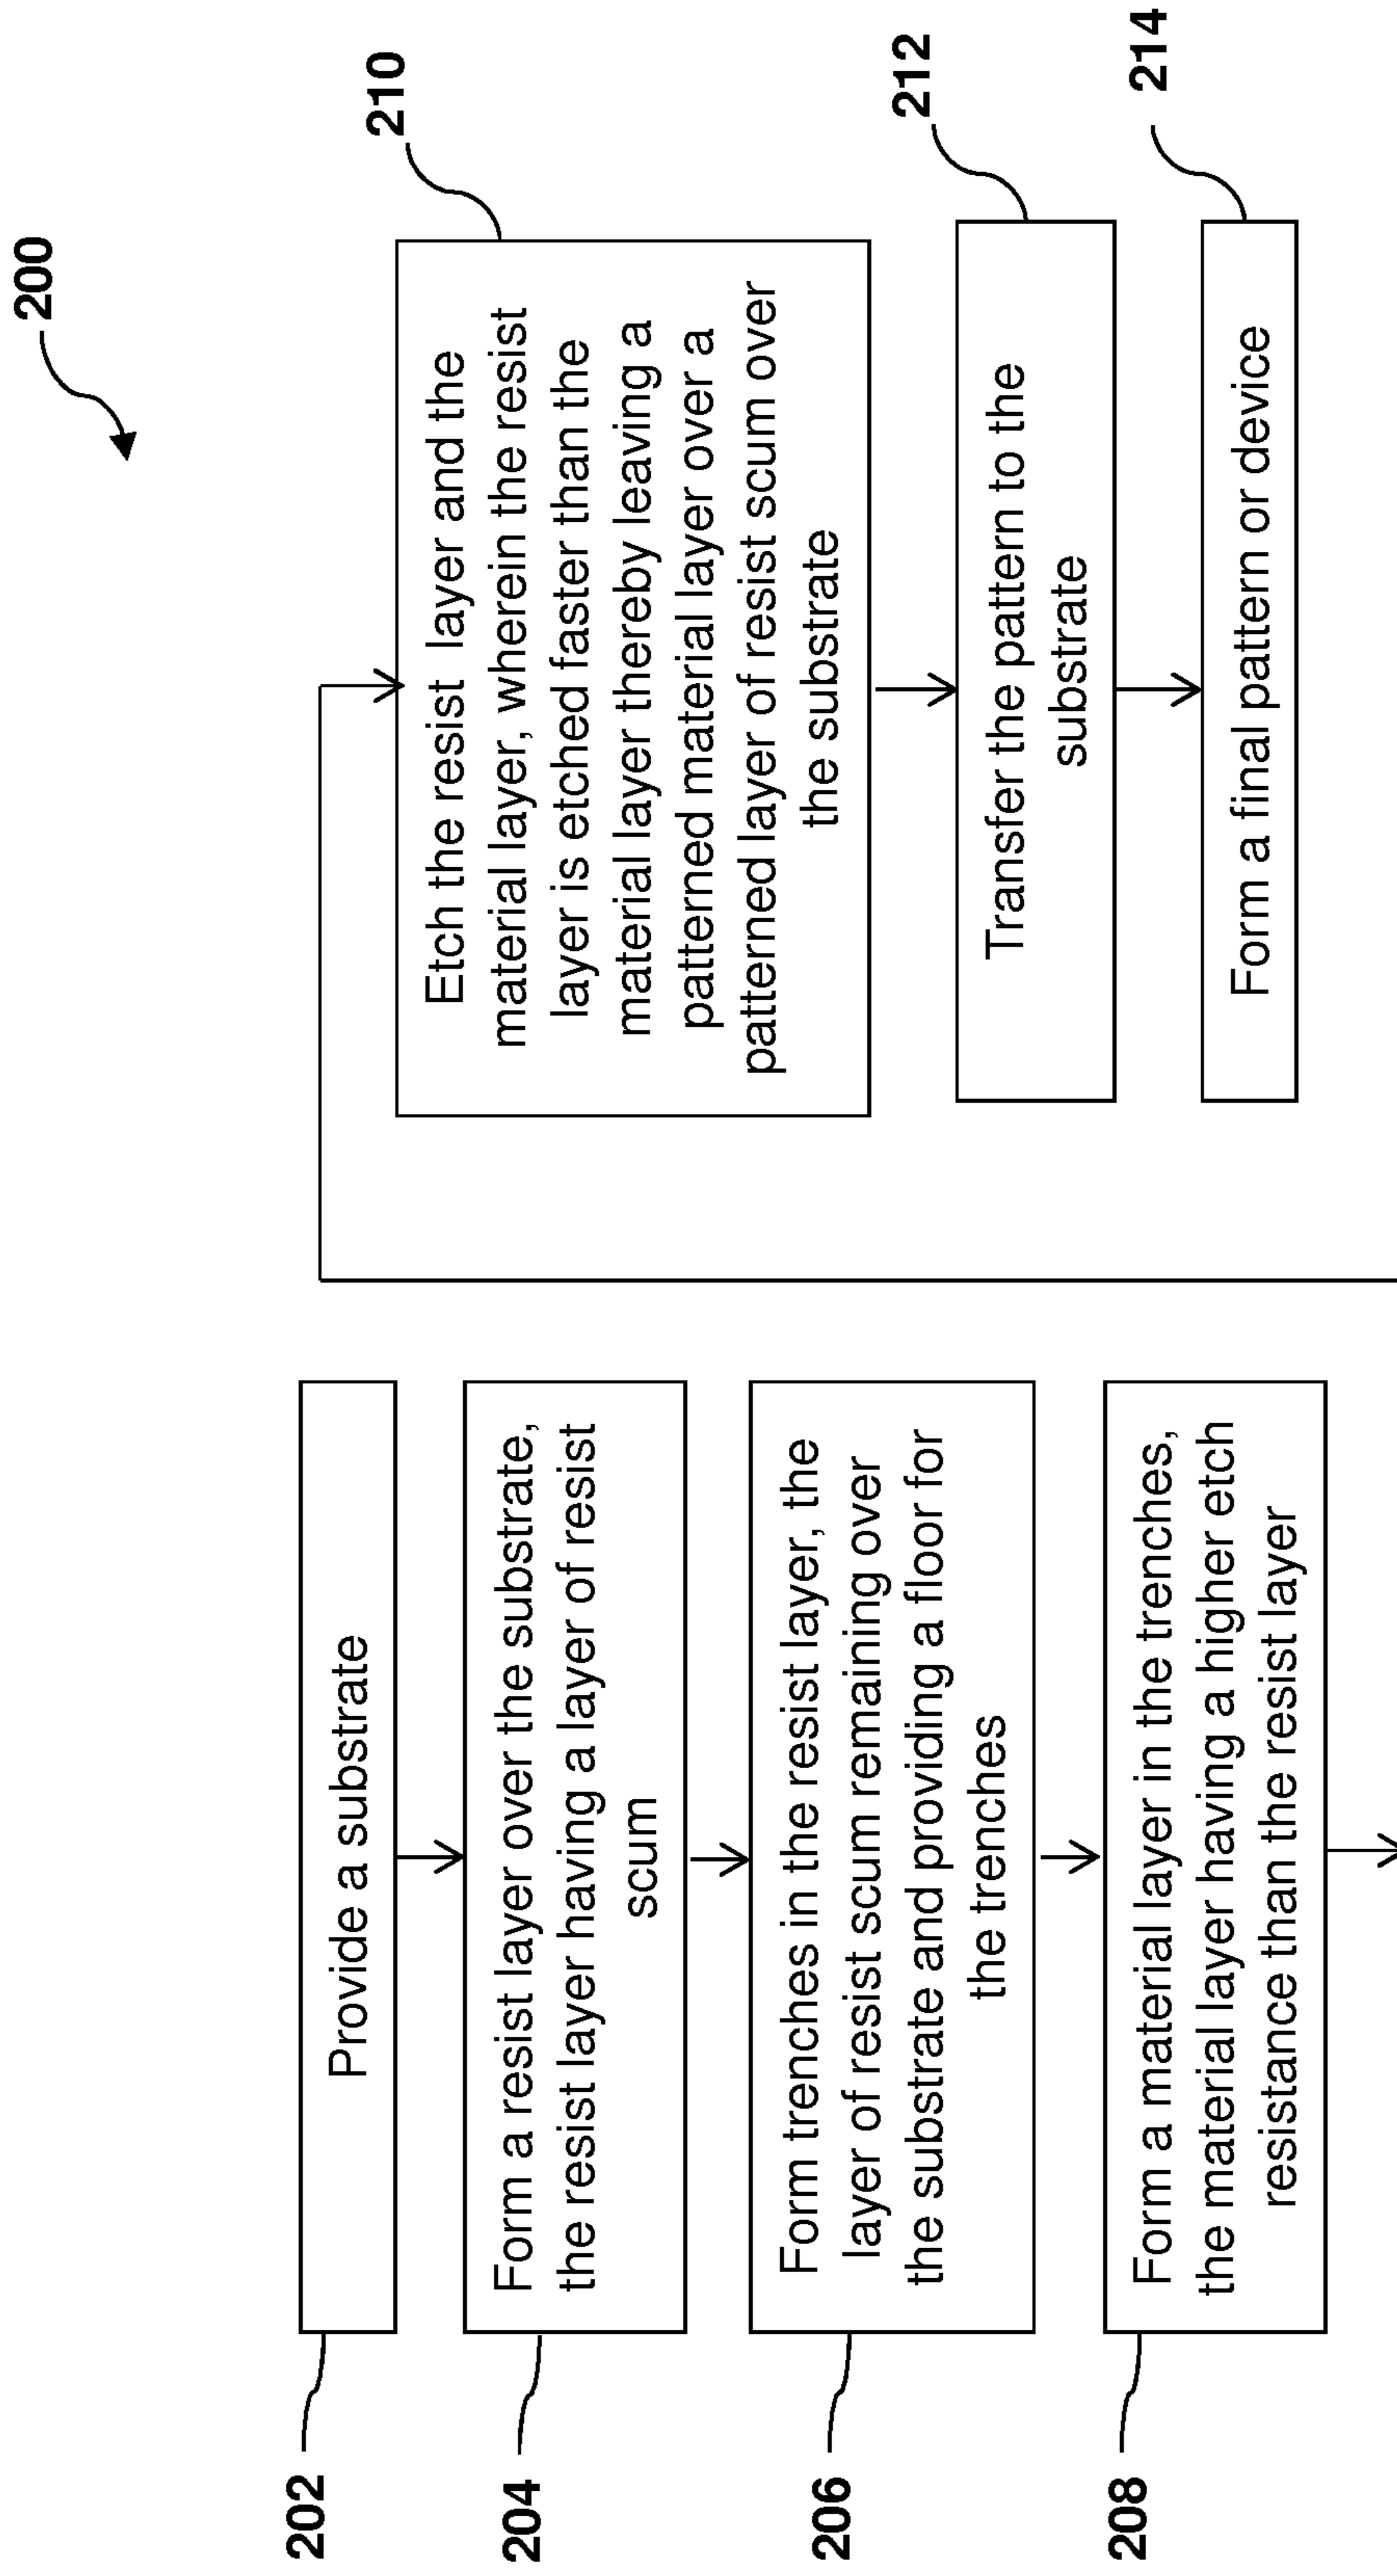 200
202
Provide a substrate
204
Form a resist layer over the substrate,
the resist layer having a layer of resist
scum
206
Form trenches in the resist layer, the
layer of resist scum remaining over
the substrate and providing a floor for
the trenches
208
Form a material layer in the trenches,
the material layer having a higher etch
resistance than the resist layer
210
Etch the resist layer and the
material layer, wherein the resist
layer is etched faster than the
material layer thereby leaving a
patterned material layer over a
patterned layer of resist scum over
the substrate
212
Transfer the pattern to the
substrate
214
Form a final pattern or device